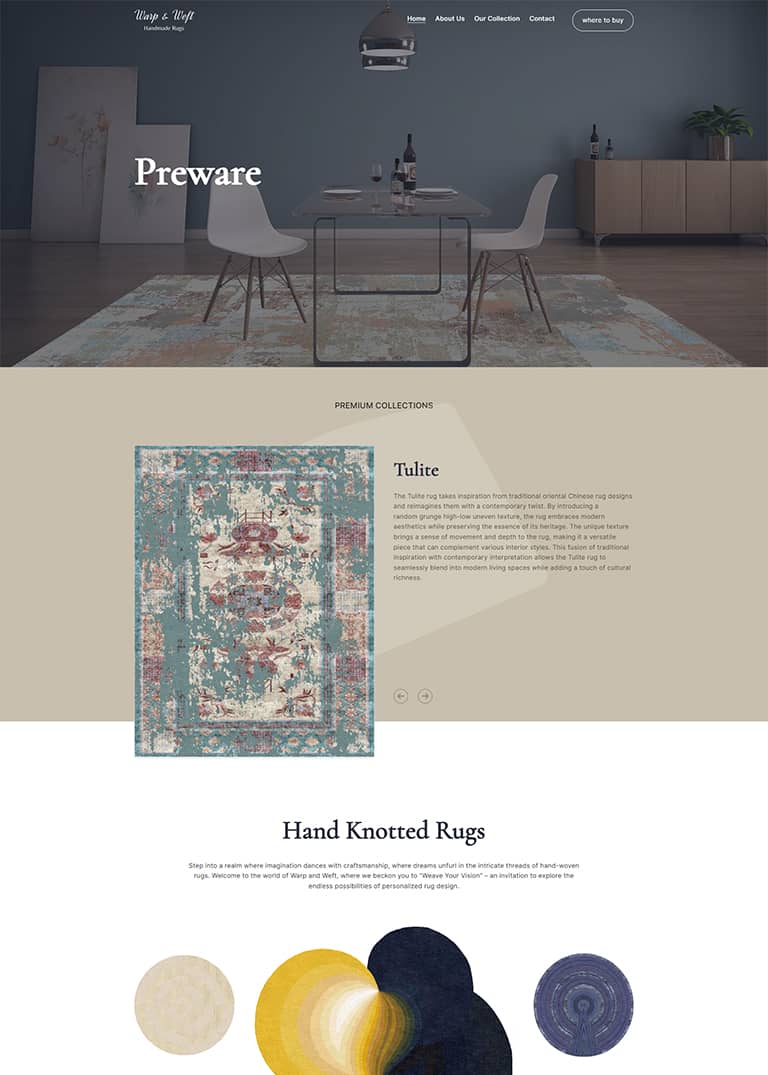 Warp & Weft
Handmade Rugs
Home About Us Our Collection Contact where to buy
Preware
PREMIUM COLLECTIONS
Tulite
The Tulite rug takes inspiration from traditional oriental Chinese rug designs
and reimagines them with a contemporary twist. By introducing a
random grunge high-low uneven texture, the rug embraces modern
aesthetics while preserving the essence of its heritage. The unique texture
brings a sense of movement and depth to the rug, making it a versatile
piece that can complement various interior styles. This fusion of traditional
inspiration with contemporary interpretation allows the Tulite rug to
seamlessly blend into modern living spaces while adding a touch of cultural
richness.
Hand Knotted Rugs
Step into a realm where imagination dances with craftsmanship, where dreams unfurl in the intricate threads of hand-woven
rugs. Welcome to the world of Warp and Weft, where we beckon you to "Weave Your Vision" – an invitation to explore the
endless possibilities of personalized rug design.